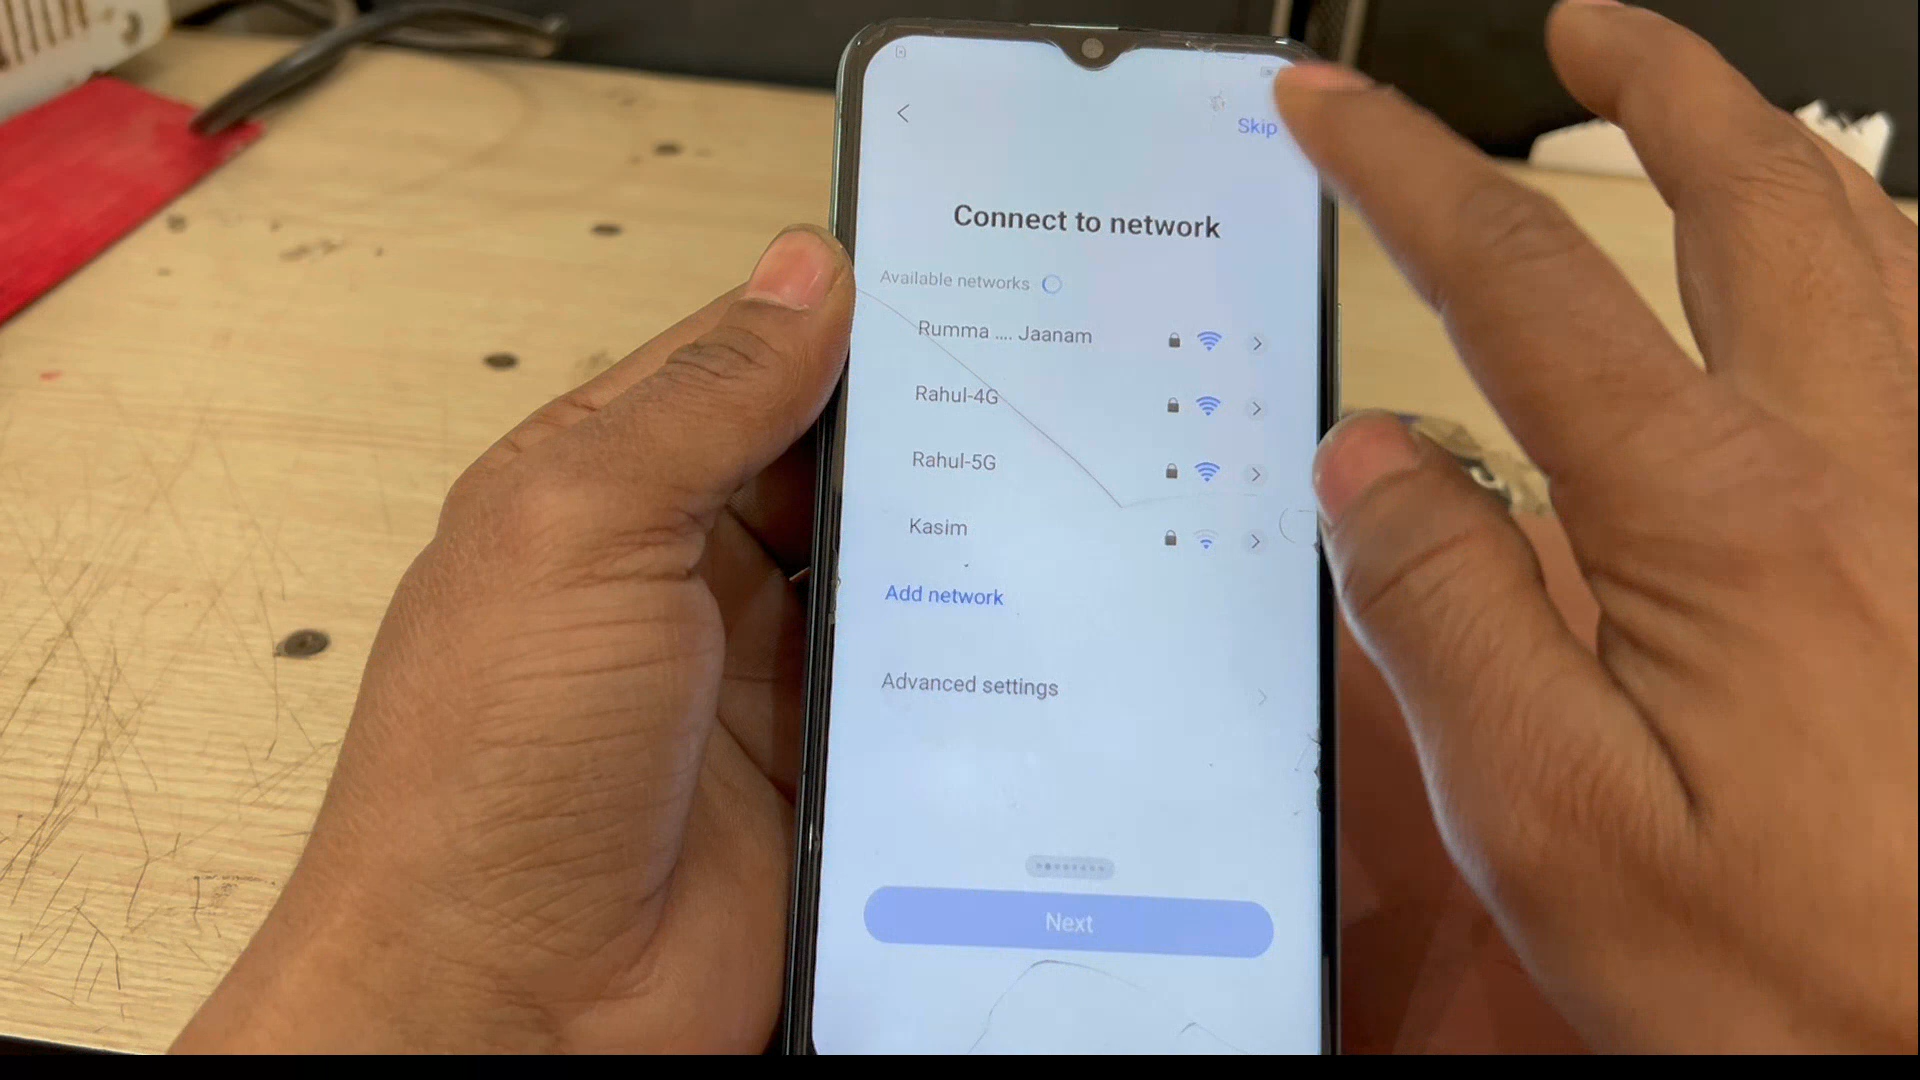 Skip
Connect to network
Available networks
Rumma .... Jaanam
Rahul-4G
Rahul-5G
Kasim
Add network
Advanced settings
Next